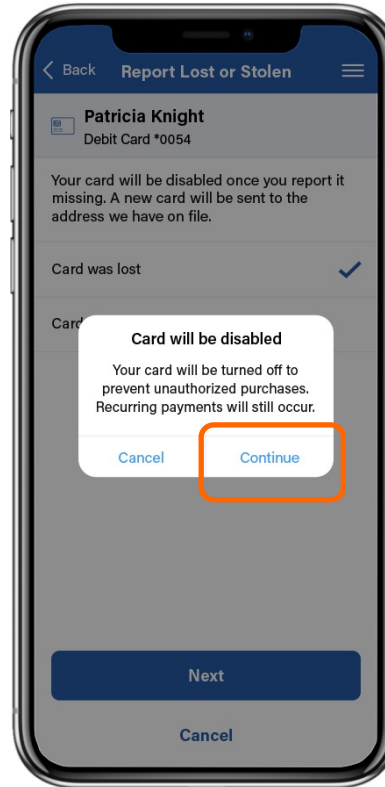 Back Report Lost or Stolen
Patricia Knight
Debit Card *0054
Your card will be disabled once you report it
missing. A new card will be sent to the
address we have on file.
Card was lost
Card
Card will be disabled
Your card will be turned off to
prevent unauthorized purchases.
Recurring payments will still occur.
Cancel Continue
Next
Cancel